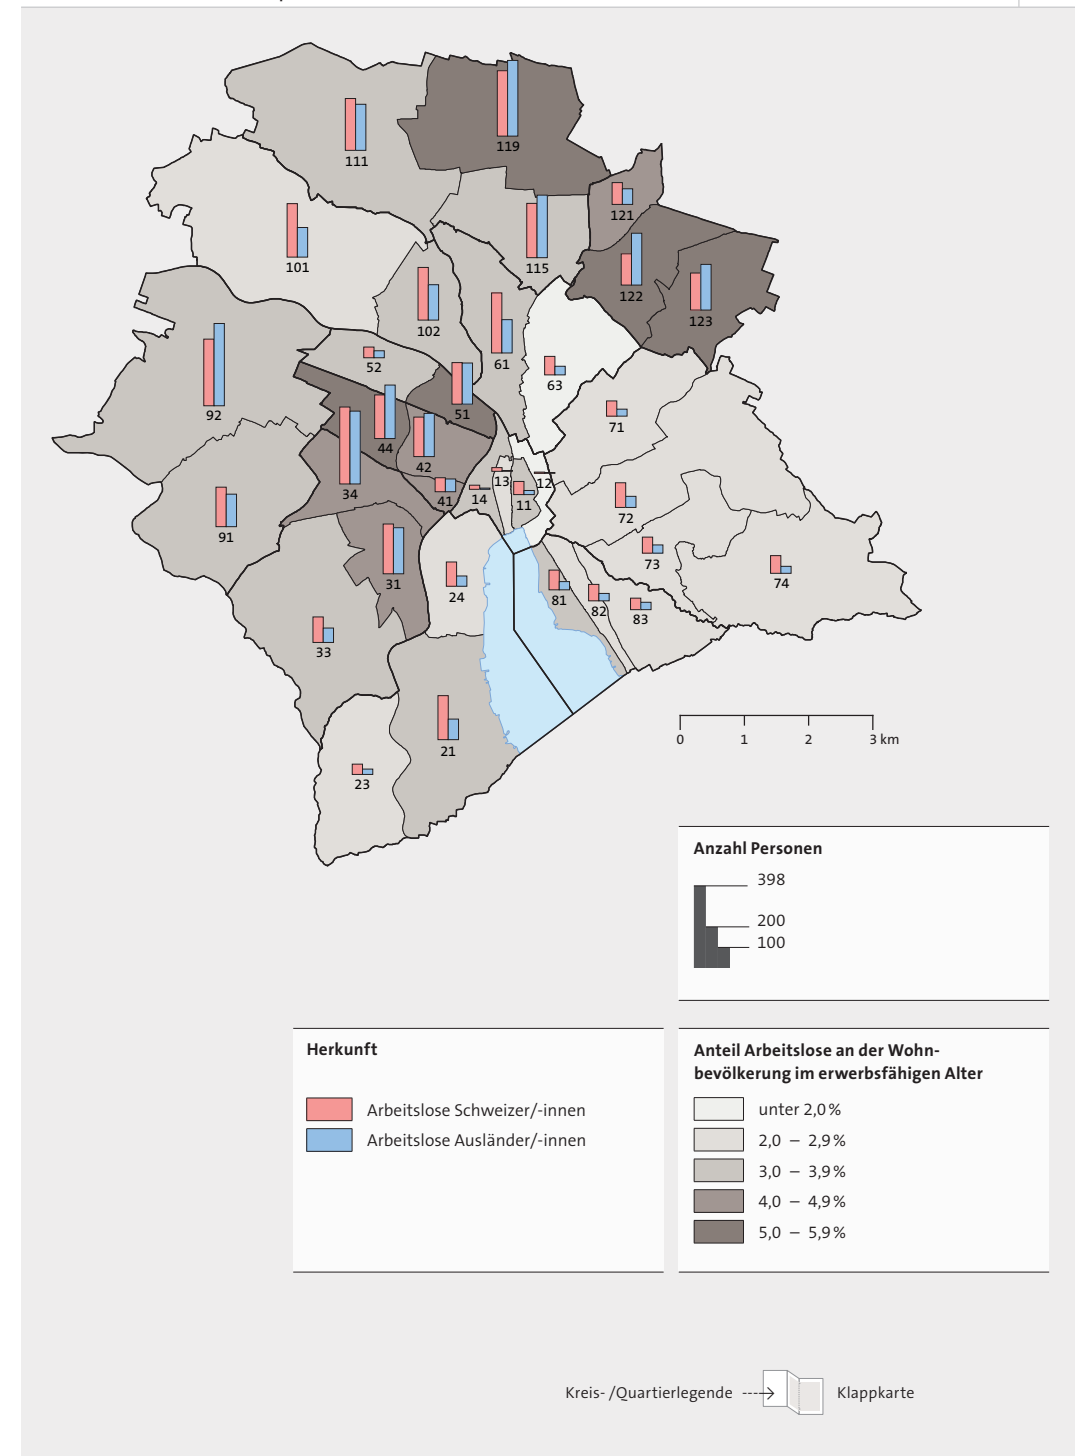 119
111
121
101
115
122
123
102
61
52
63
92
51
71
44
42
34
13
12
41
14
11
72
91
73
74
31
24
81
82
83
33
21
23
0 1 2 3 km
Anzahl Personen
398
200
100
Herkunft
Arbeitslose Schweizer/-innen
Arbeitslose Ausländer/-innen
Anteil Arbeitslose an der Wohn-
bevölkerung im erwerbsfähigen Alter
unter 2,0 %
2,0 – 2,9 %
3,0 – 3,9 %
4,0 – 4,9 %
5,0 – 5,9 %
Kreis- /Quartierlegende
Klappkarte